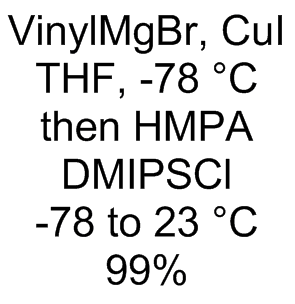 VinylMgBr, CuI
THF, -78 °C
then HMPA
DMIPSCl
-78 to 23 °C
99%